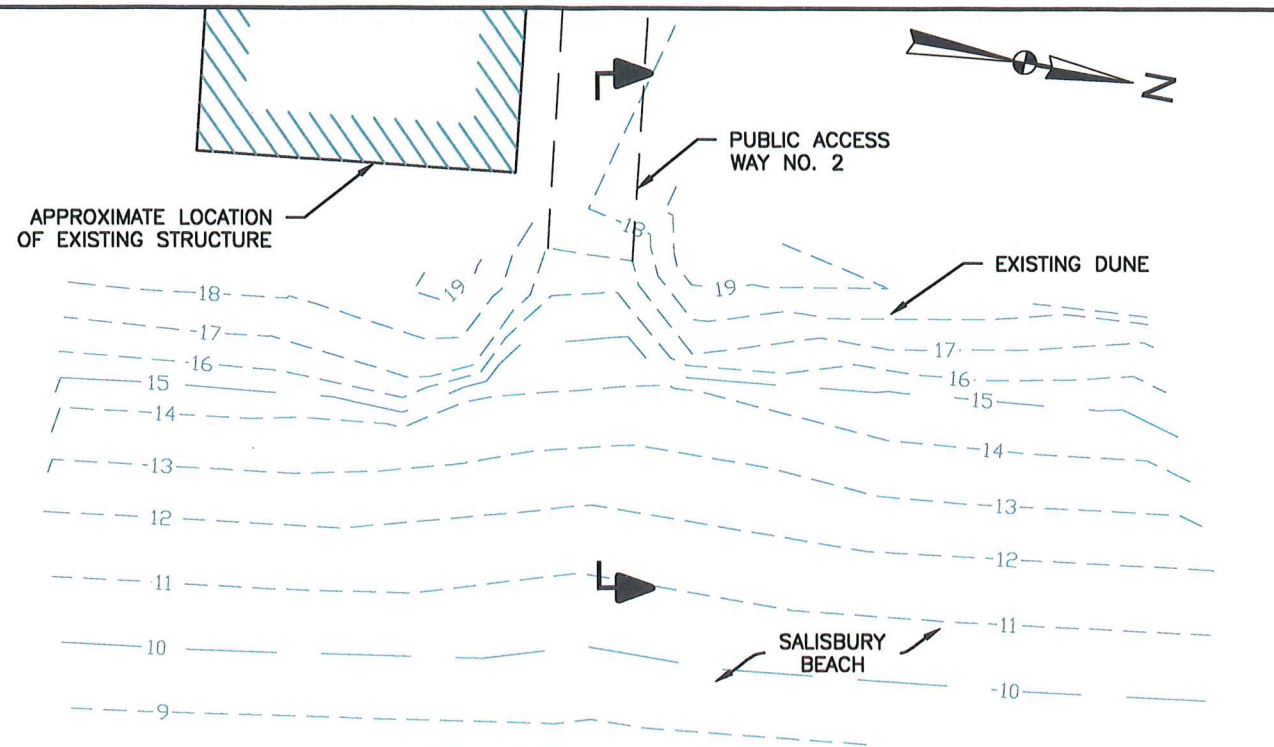 N
PUBLIC ACCESS
WAY NO. 2
APPROXIMATE LOCATION
OF EXISTING STRUCTURE
-18-
EXISTING DUNE
18
19
19
-17-
17
-16
16
15
-15
-14
-14
-13
-13
12
-12
11
-11
SALISBURY
BEACH
10
-10
-9